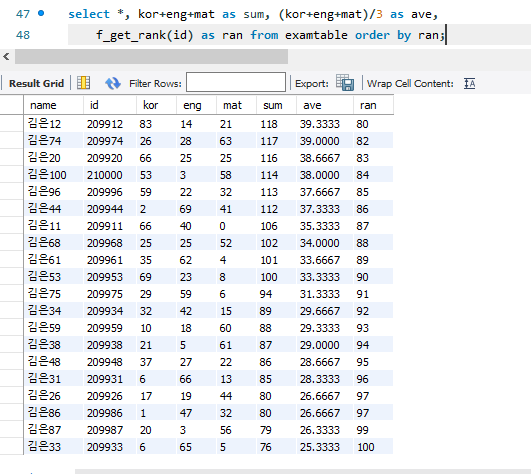 47 select *, kor+eng+mat as sum, (kor+eng+mat)/3 as ave,
48 f_get_rank(id) as ran from examtable order by ran;
Result Grid Filter Rows: Export: Wrap Cell Content:
name id kor eng mat sum ave ran
김은12 209912 83 14 21 118 39.3333 80
김은74 209974 26 28 63 117 39.0000 82
김은20 209920 66 25 25 116 38.6667 83
김은100 210000 53 3 58 114 38.0000 84
김은96 209996 59 22 32 113 37.6667 85
김은44 209944 2 69 41 112 37.3333 86
김은11 209911 66 40 0 106 35.3333 87
김은68 209968 25 25 52 102 34.0000 88
김은61 209961 35 62 4 101 33.6667 89
김은53 209953 69 23 8 100 33.3333 90
김은75 209975 29 59 6 94 31.3333 91
김은34 209934 32 42 15 89 29.6667 92
김은59 209959 10 18 60 88 29.3333 93
김은38 209938 21 5 61 87 29.0000 94
김은48 209948 37 27 22 86 28.6667 95
김은31 209931 6 66 13 85 28.3333 96
김은26 209926 17 19 44 80 26.6667 97
김은86 209986 1 47 32 80 26.6667 97
김은87 209987 20 3 56 79 26.3333 99
김은33 209933 6 65 5 76 25.3333 100